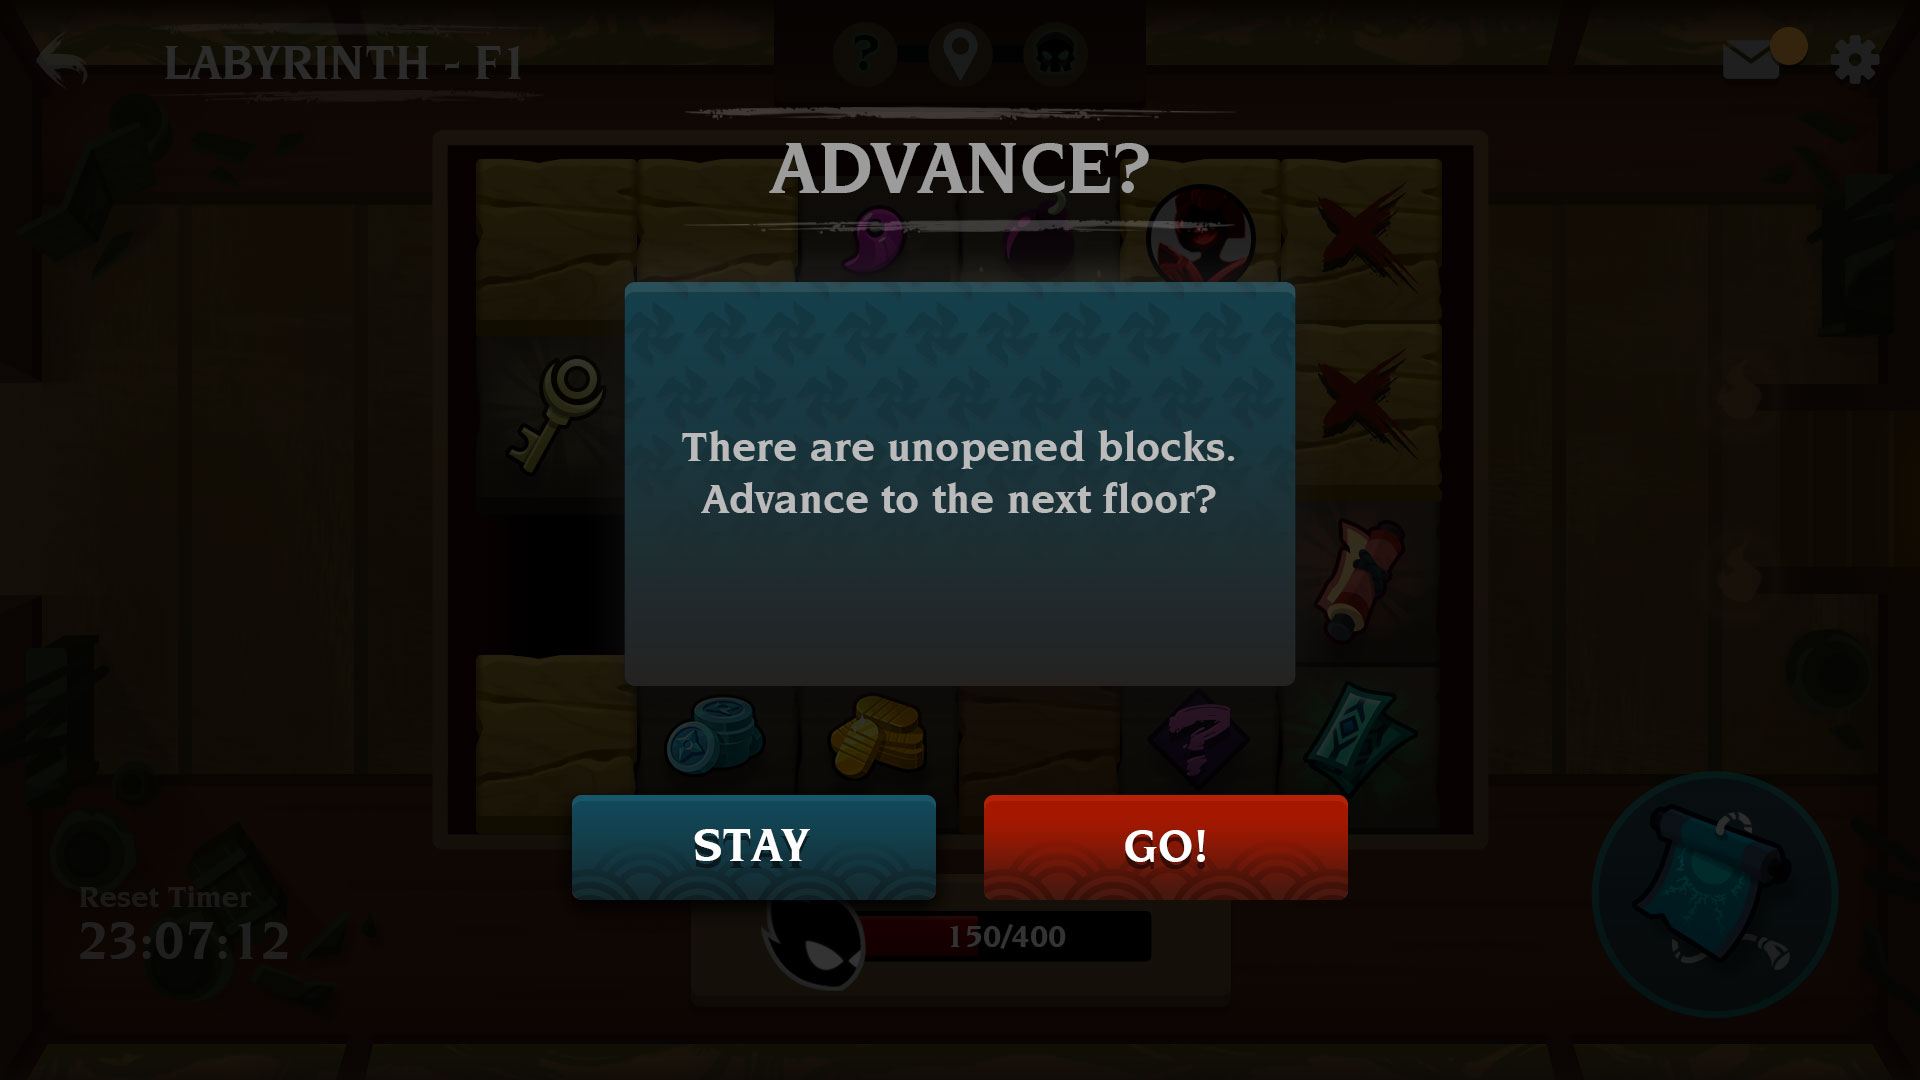 LABYRINTH - F1
?
ADVANCE?
There are unopened blocks.
Advance to the next floor?
?
STAY
GO!
Reset Timer
23:07:12
150/400